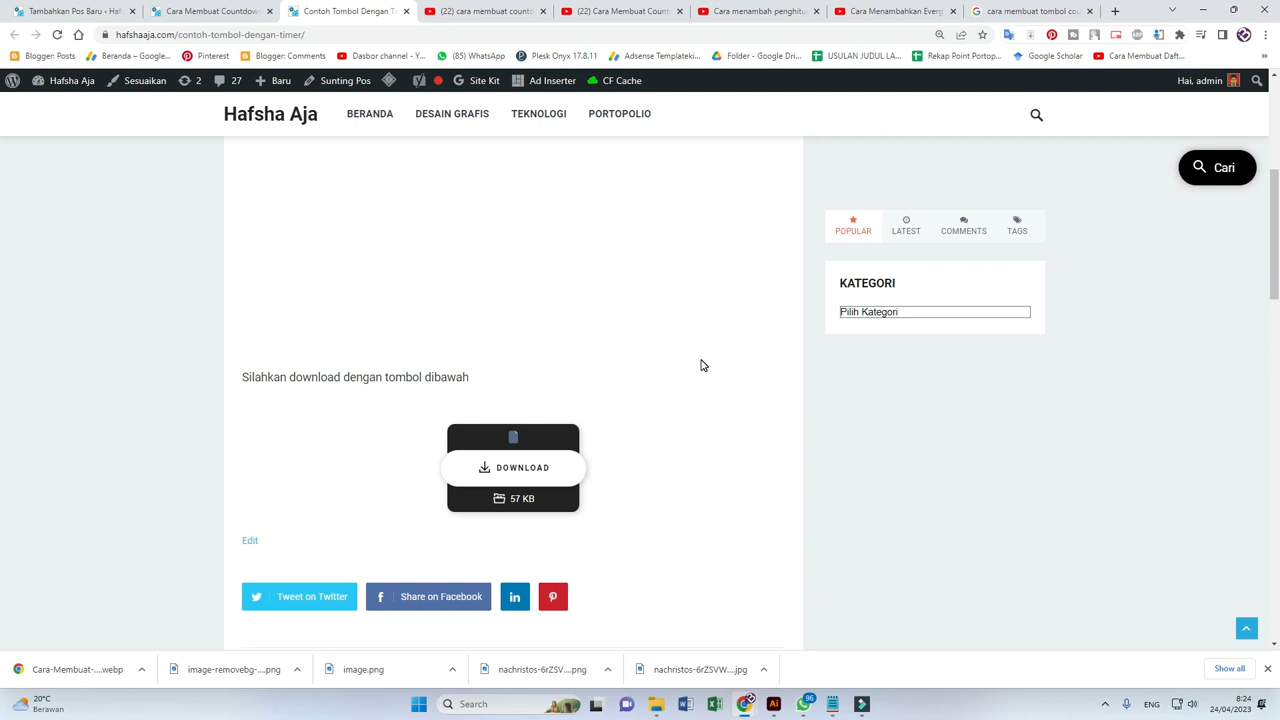 Tambahkan Pos Baru ‹ Hafsh
Cara Membuat Countdown
Contoh Tombol Dengan T
(22) cara membuat countd
(22) Cara Membuat Count
Cara menambah penghitu
Cara Menambahkan Everg
cara membuat tombol cou
hafshaaja.com/contoh-tombol-dengan-timer/
Blogger: Posts
Beranda – Google...
Pinterest
Blogger: Comments
Dasbor channel - Y...
(85) WhatsApp
Plesk Onyx 17.8.11
Adsense Templateki...
Folder - Google Dri...
USULAN JUDUL LA...
Rekap Point Portop...
Google Scholar
Cara Membuat Daft...
»
Hafsha Aja
Sesuaikan
2
27
Baru
Sunting Pos
Site Kit
Ad Inserter
CF Cache
Hai, admin
Hafsha Aja
BERANDA
DESAIN GRAFIS
TEKNOLOGI
PORTOPOLIO
Cari
POPULAR
LATEST
COMMENTS
TAGS
KATEGORI
Pilih Kategori
Silahkan download dengan tombol dibawah
DOWNLOAD
57 KB
Edit
Tweet on Twitter
Share on Facebook
Cara-Membuat-....webp
image-removebg-....png
image.png
nachristos-6rZSV....png
nachristos-6rZSVW....jpg
Show all
20°C
Berawan
Search
96
ENG
08:24
24/04/2023